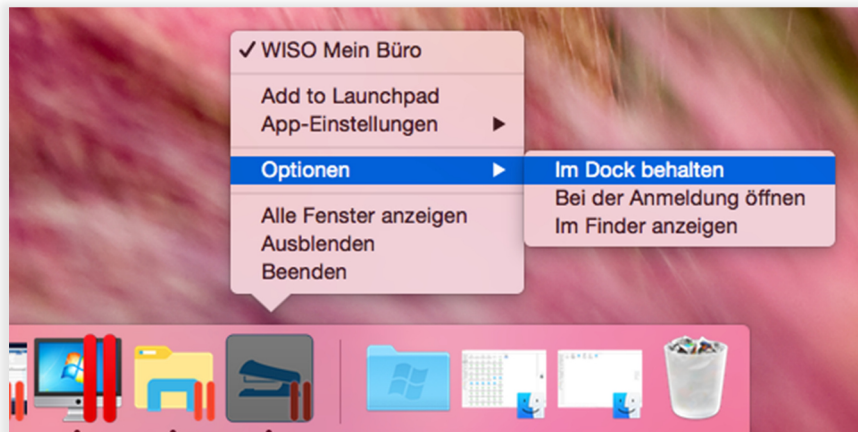 ✓ WISO Mein Büro
Add to Launchpad
App-Einstellungen ▶
Optionen ▶
Im Dock behalten
Bei der Anmeldung öffnen
Im Finder anzeigen
Alle Fenster anzeigen
Ausblenden
Beenden